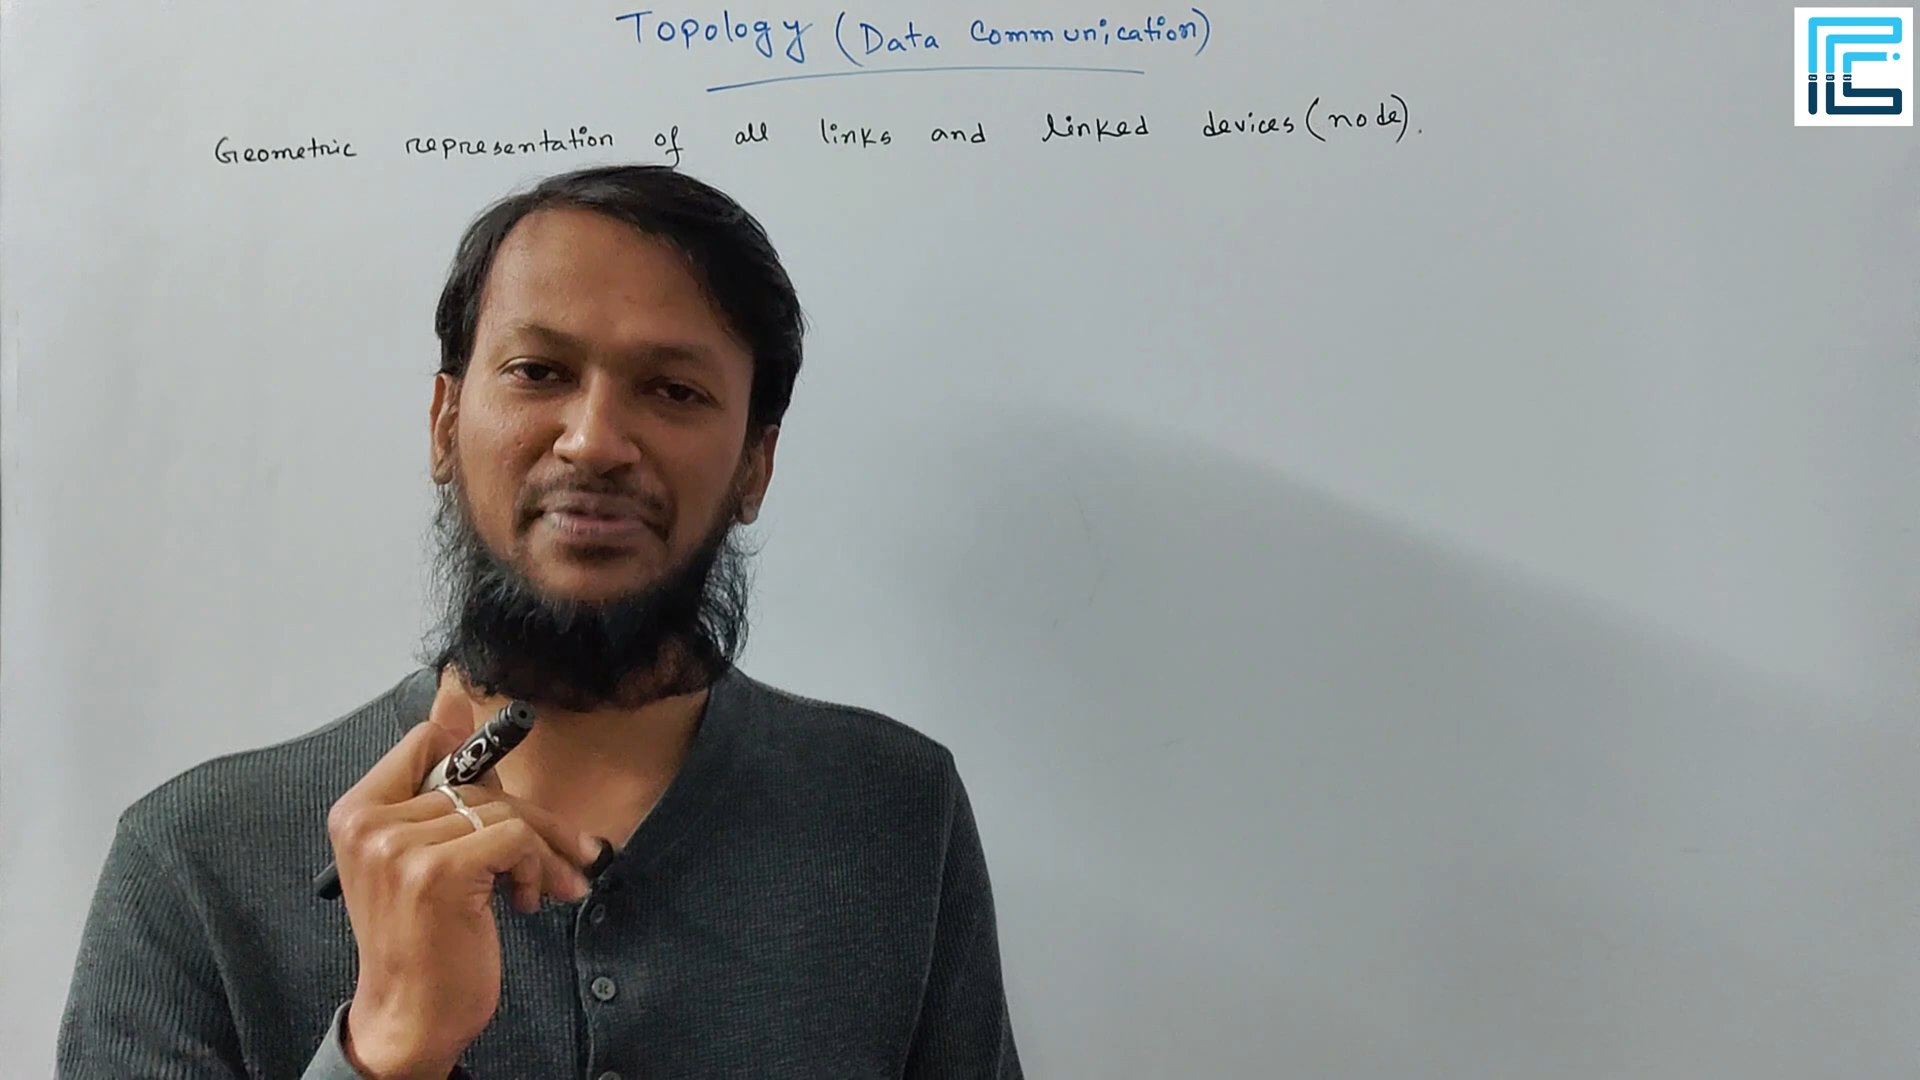 Topology (Data Communication)
Geometric representation of all links and linked devices (node).